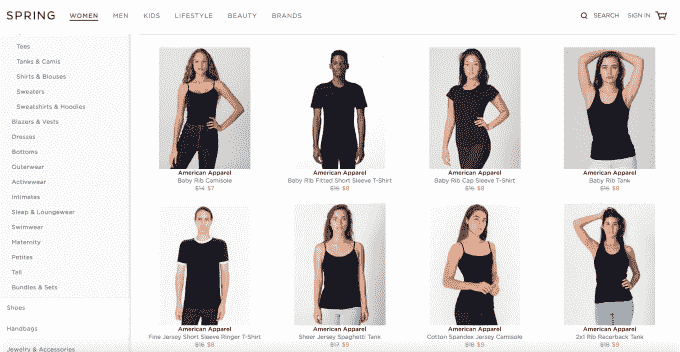 SPRING WOMEN MEN KIDS LIFESTYLE BEAUTY BRANDS SEARCH SIGN IN
Tees
Tanks & Camis
Shirts & Blouses
Sweaters
Sweatshirts & Hoodies
Blazers & Vests
Dresses
Bottoms
Outerwear
Activewear
Intimates
Sleep & Loungewear
Swimwear
Maternity
Petites
Tall
Bundles & Sets
Shoes
Handbags
Jewelry & Accessories
American Apparel
Baby Rib Camisole
$14 $7
American Apparel
Baby Rib Fitted Short Sleeve T-Shirt
$16 $8
American Apparel
Baby Rib Cap Sleeve T-Shirt
$16 $8
American Apparel
Baby Rib Tank
$16 $8
American Apparel
Fine Jersey Short Sleeve Ringer T-Shirt
$16 $8
American Apparel
Sheer Jersey Spaghetti Tank
$17 $9
American Apparel
Cotton Spandex Jersey Camisole
$18 $9
American Apparel
2x1 Rib Racerback Tank
$18 $9